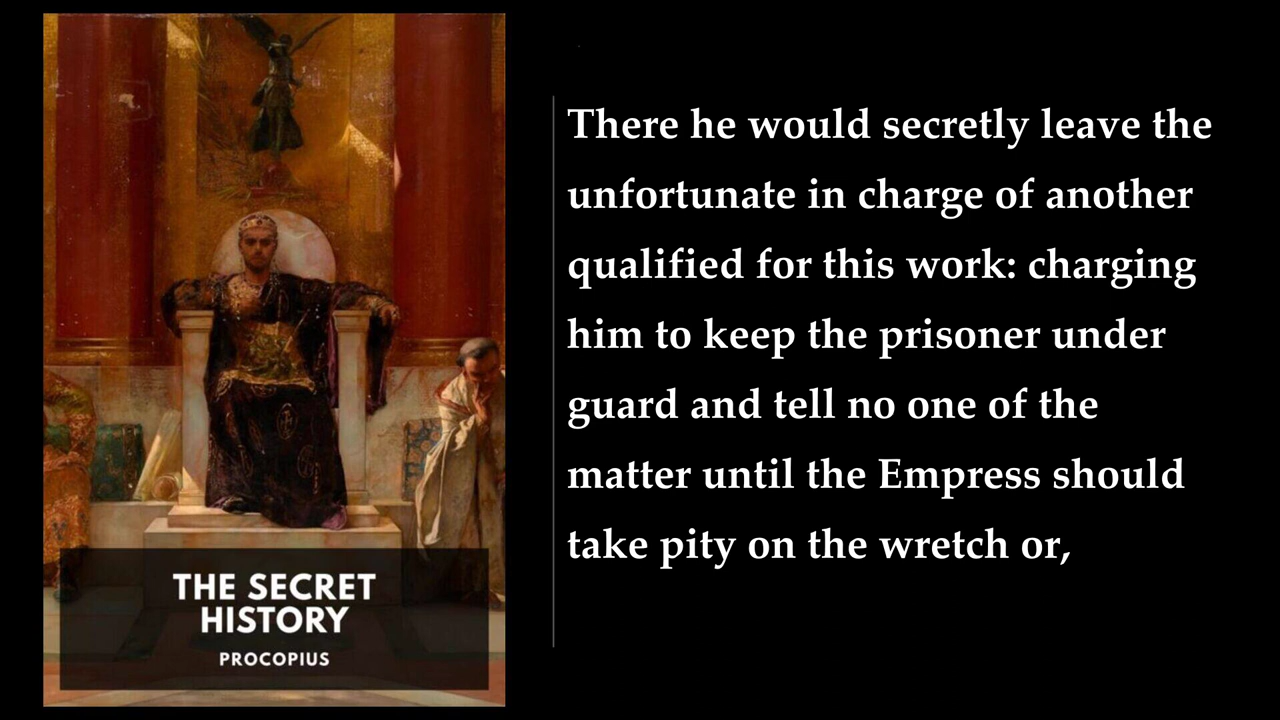 THE SECRET
HISTORY
PROCOPIUS
There he would secretly leave the
unfortunate in charge of another
qualified for this work: charging
him to keep the prisoner under
guard and tell no one of the
matter until the Empress should
take pity on the wretch or,